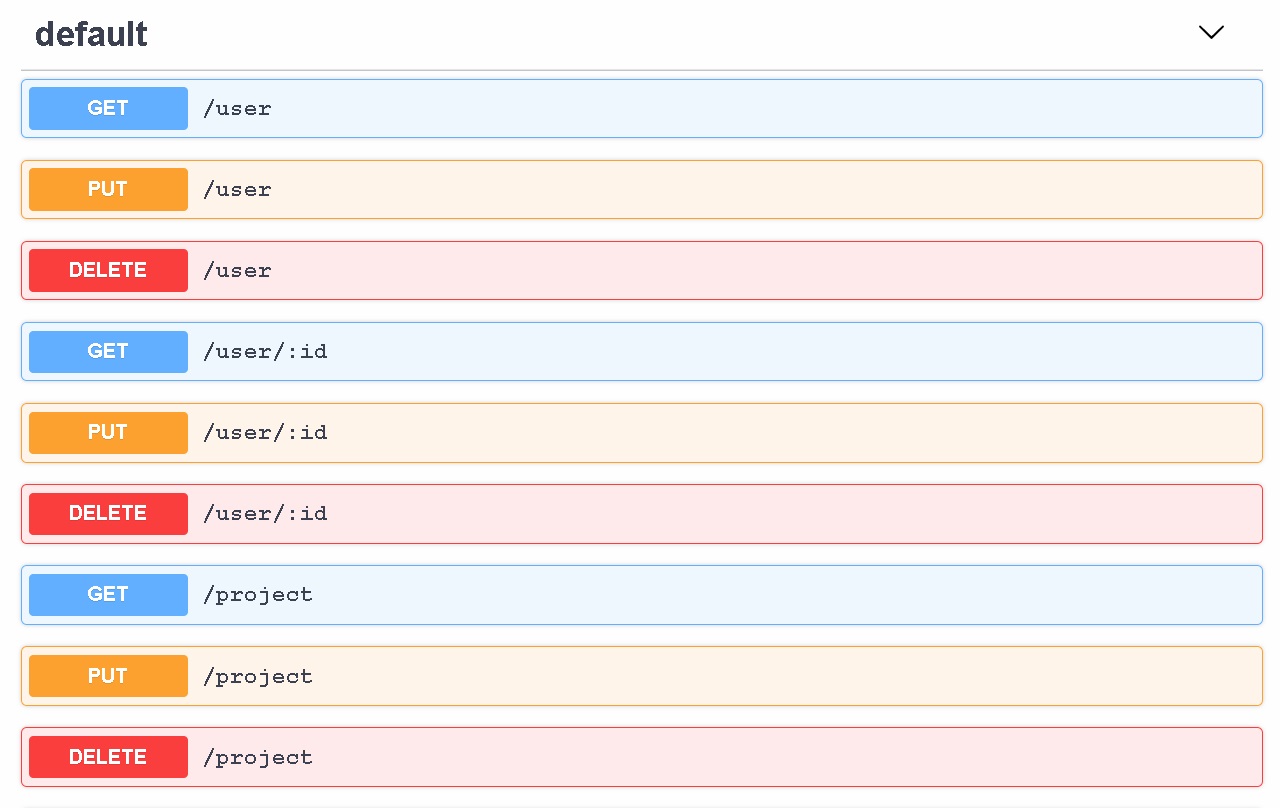 default
GET /user
PUT /user
DELETE /user
GET /user/:id
PUT /user/:id
DELETE /user/:id
GET /project
PUT /project
DELETE /project